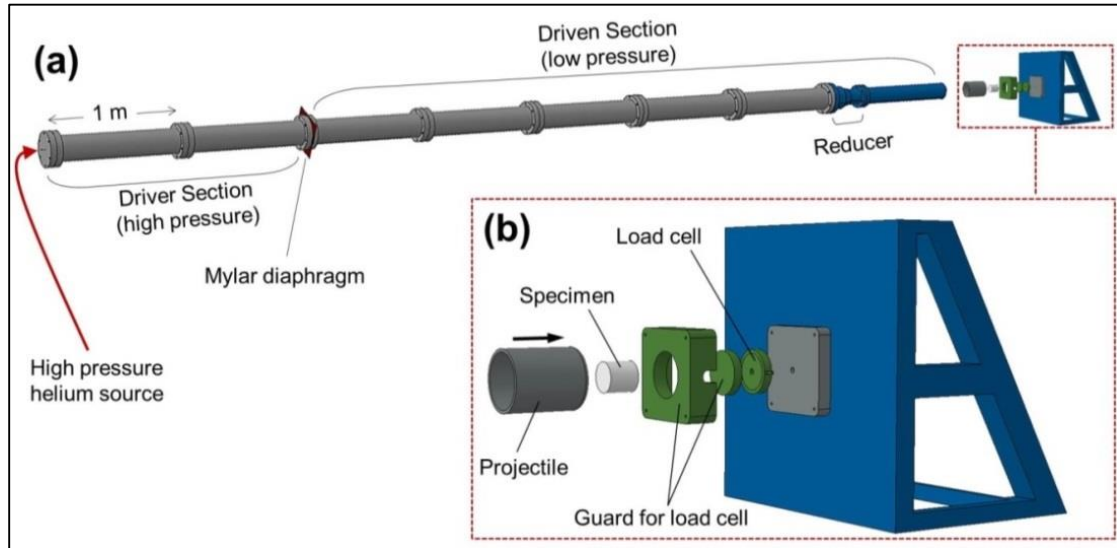 (a)
Driven Section
(low pressure)
1 m
Reducer
Driver Section
(high pressure)
Mylar diaphragm
High pressure
helium source
(b)
Load cell
Specimen
Projectile
Guard for load cell